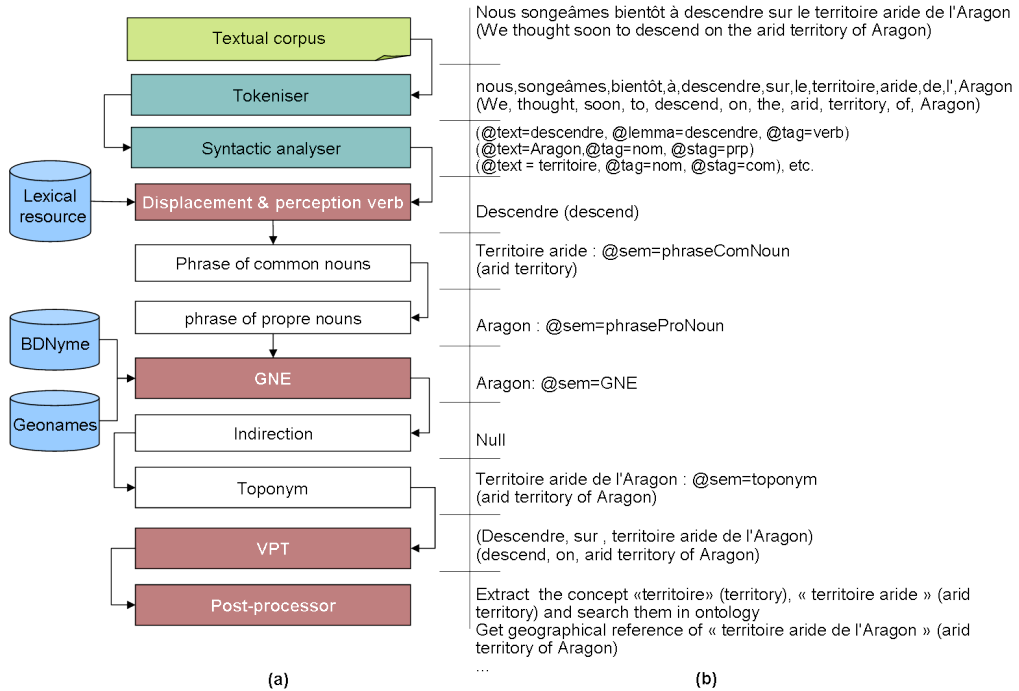 Textual corpus
Tokeniser
Syntactic analyser
Lexical
resource
Displacement & perception verb
Phrase of common nouns
phrase of propre nouns
BDNyme
GNE
Geonames
Indirection
Toponym
VPT
Post-processor
(a)
Nous songeâmes bientôt à descendre sur le territoire aride de l'Aragon
(We thought soon to descend on the arid territory of Aragon)
nous,songeâmes,bientôt,à,descendre,sur,le,territoire,aride,de,l',Aragon
(We, thought, soon, to, descend, on, the, arid, territory, of, Aragon)
(@text=descendre, @lemma=descendre, @tag=verb)
(@text=Aragon,@tag=nom, @stag=prp)
(@text = territoire, @tag=nom, @stag=com), etc.
Descendre (descend)
Territoire aride : @sem=phraseComNoun
(arid territory)
Aragon : @sem=phraseProNoun
Aragon: @sem=GNE
Null
Territoire aride de l'Aragon : @sem=toponym
(arid territory of Aragon)
(Descendre, sur , territoire aride de l'Aragon)
(descend, on, arid territory of Aragon)
Extract the concept «territoire» (territory), « territoire aride » (arid
territory) and search them in ontology
Get geographical reference of « territoire aride de l'Aragon » (arid
territory of Aragon)
...
(b)